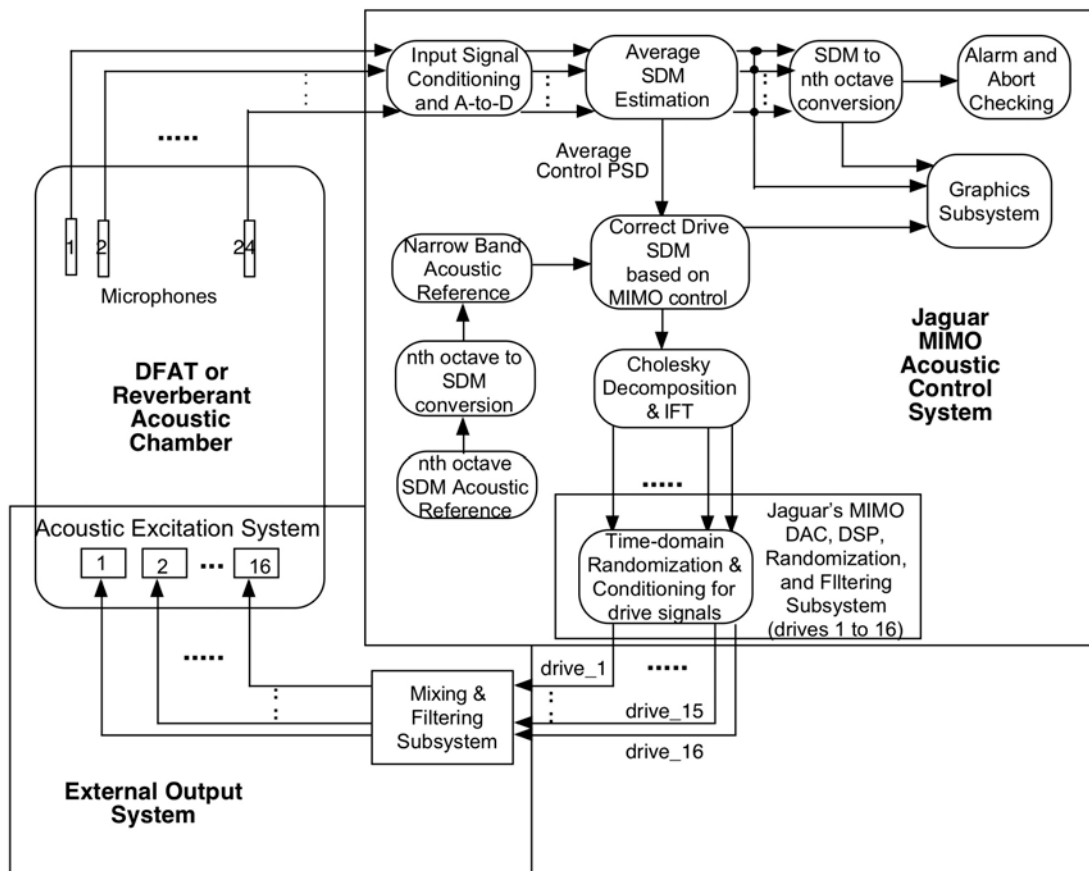 Input Signal
Conditioning
and A-to-D
Average
SDM
Estimation
SDM to
nth octave
conversion
Alarm and
Abort
Checking
Average
Control PSD
Graphics
Subsystem
1
2
24
Microphones
Narrow Band
Acoustic
Reference
Correct Drive
SDM
based on
MIMO control
Jaguar
MIMO
Acoustic
Control
System
DFAT or
Reverberant
Acoustic
Chamber
nth octave to
SDM
conversion
Cholesky
Decomposition
& IFT
nth octave
SDM Acoustic
Reference
Acoustic Excitation System
1
2
16
Time-domain
Randomization &
Conditioning for
drive signals
Jaguar's MIMO
DAC, DSP,
Randomization,
and FIltering
Subsystem
(drives 1 to 16)
Mixing &
Filtering
Subsystem
drive_1
drive_15
drive_16
External Output
System